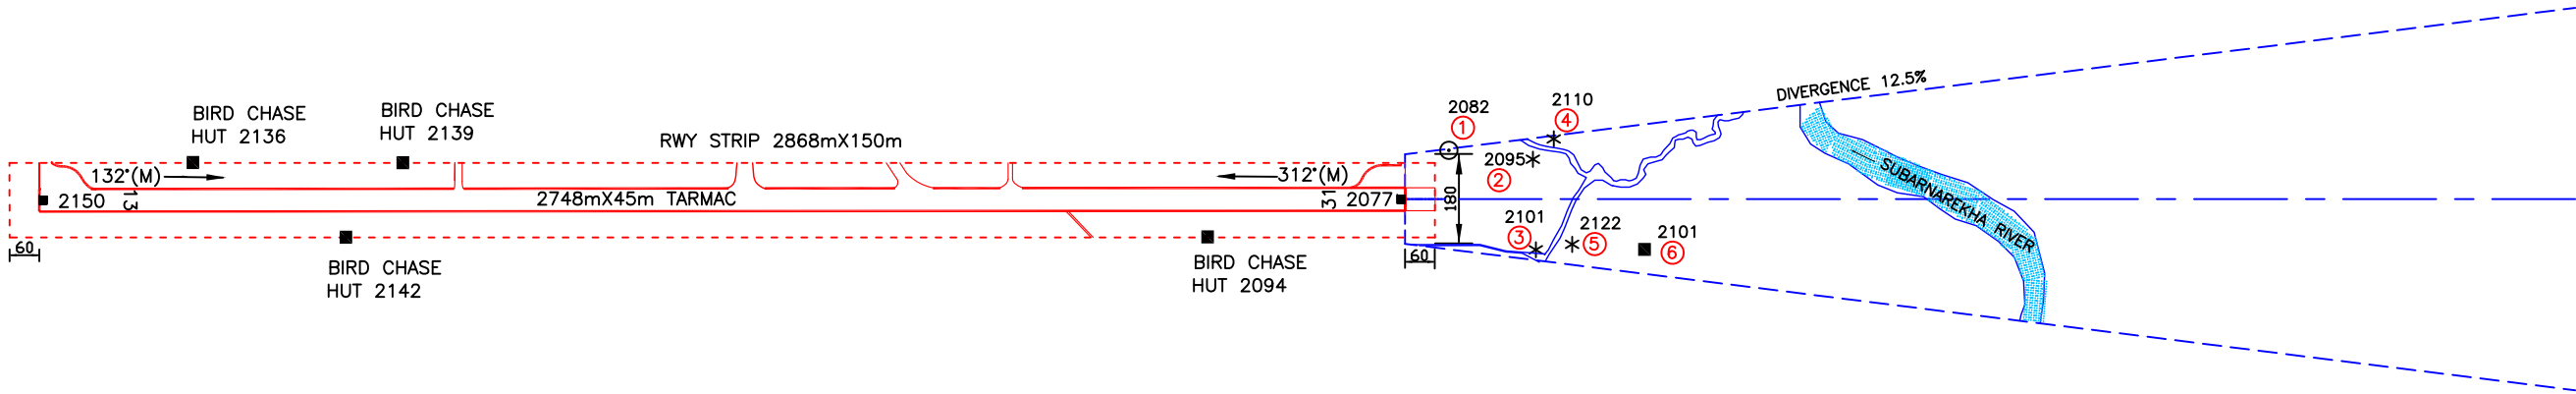 BIRD CHASE
HUT 2136
BIRD CHASE
HUT 2139
RWY STRIP 2868mX150m
132°(M)
312°(M)
2150
13
2748mX45m TARMAC
31
2077
60
BIRD CHASE
HUT 2142
BIRD CHASE
HUT 2094
60
180
2082
1
2095
2
2101
3
2110
4
2122
5
2101
6
DIVERGENCE 12.5%
SUBARNAREKHA RIVER